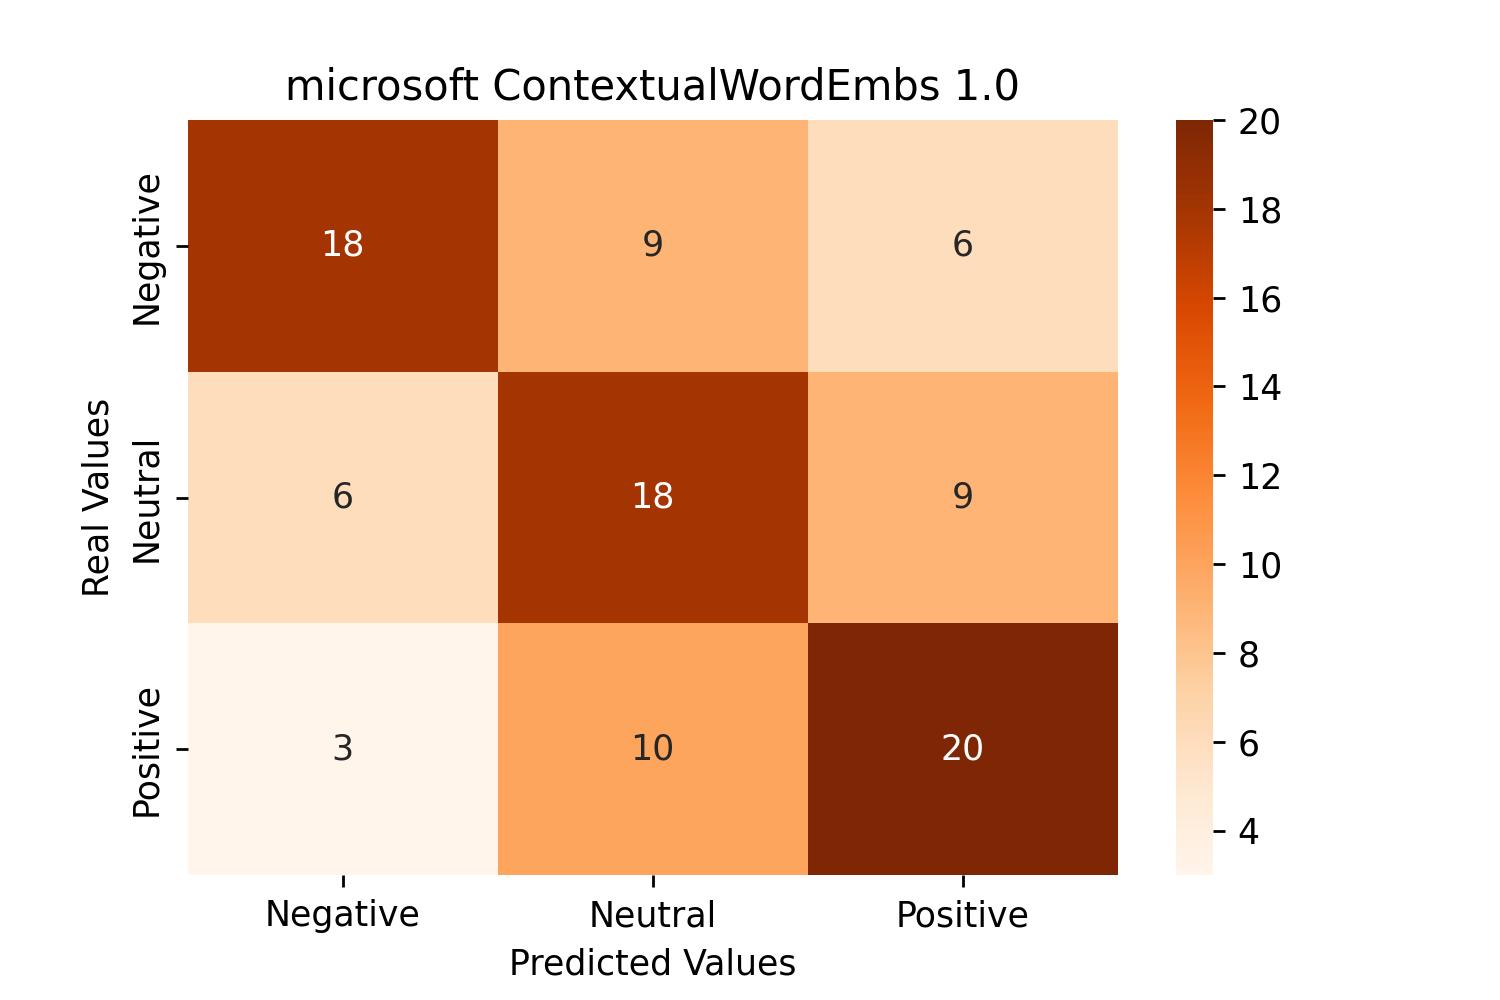 microsoft ContextualWordEmbs 1.0
Real Values
Negative
18
9
6
Neutral
6
18
9
Positive
3
10
20
Negative
Neutral
Positive
Predicted Values
20
18
16
14
12
10
8
6
4